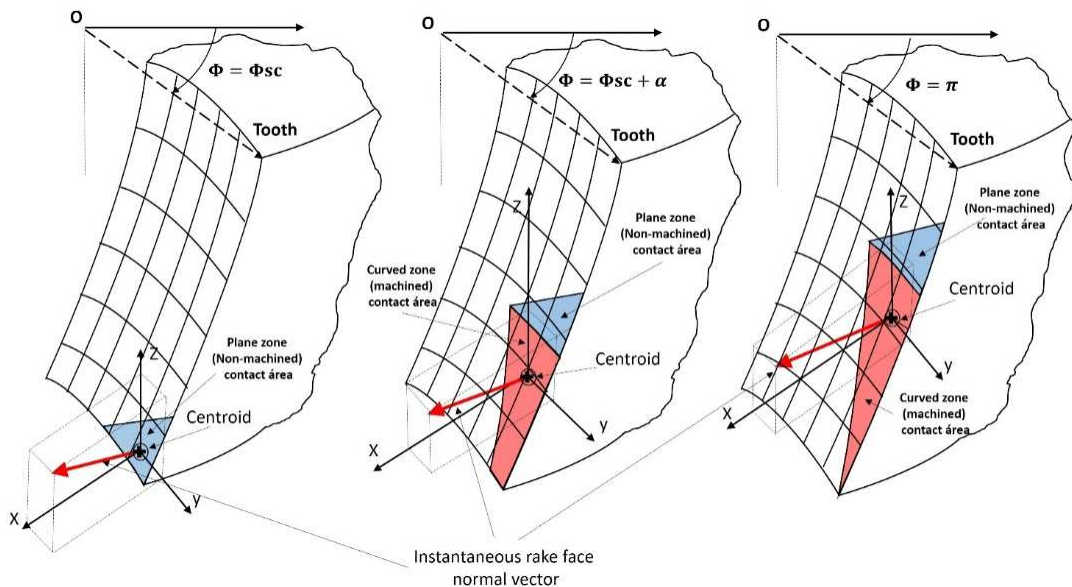 O
Φ = Φsc
Tooth
Z
Plane zone
(Non-machined)
contact área
Centroid
X
y
O
Φ = Φsc + α
Tooth
Z
Plane zone
(Non-machined)
contact área
Curved zone
(machined)
contact área
Centroid
X
y
O
Φ = π
Tooth
Z
Plane zone
(Non-machined)
contact área
Centroid
X
y
Curved zone
(machined)
contact área
Instantaneous rake face
normal vector